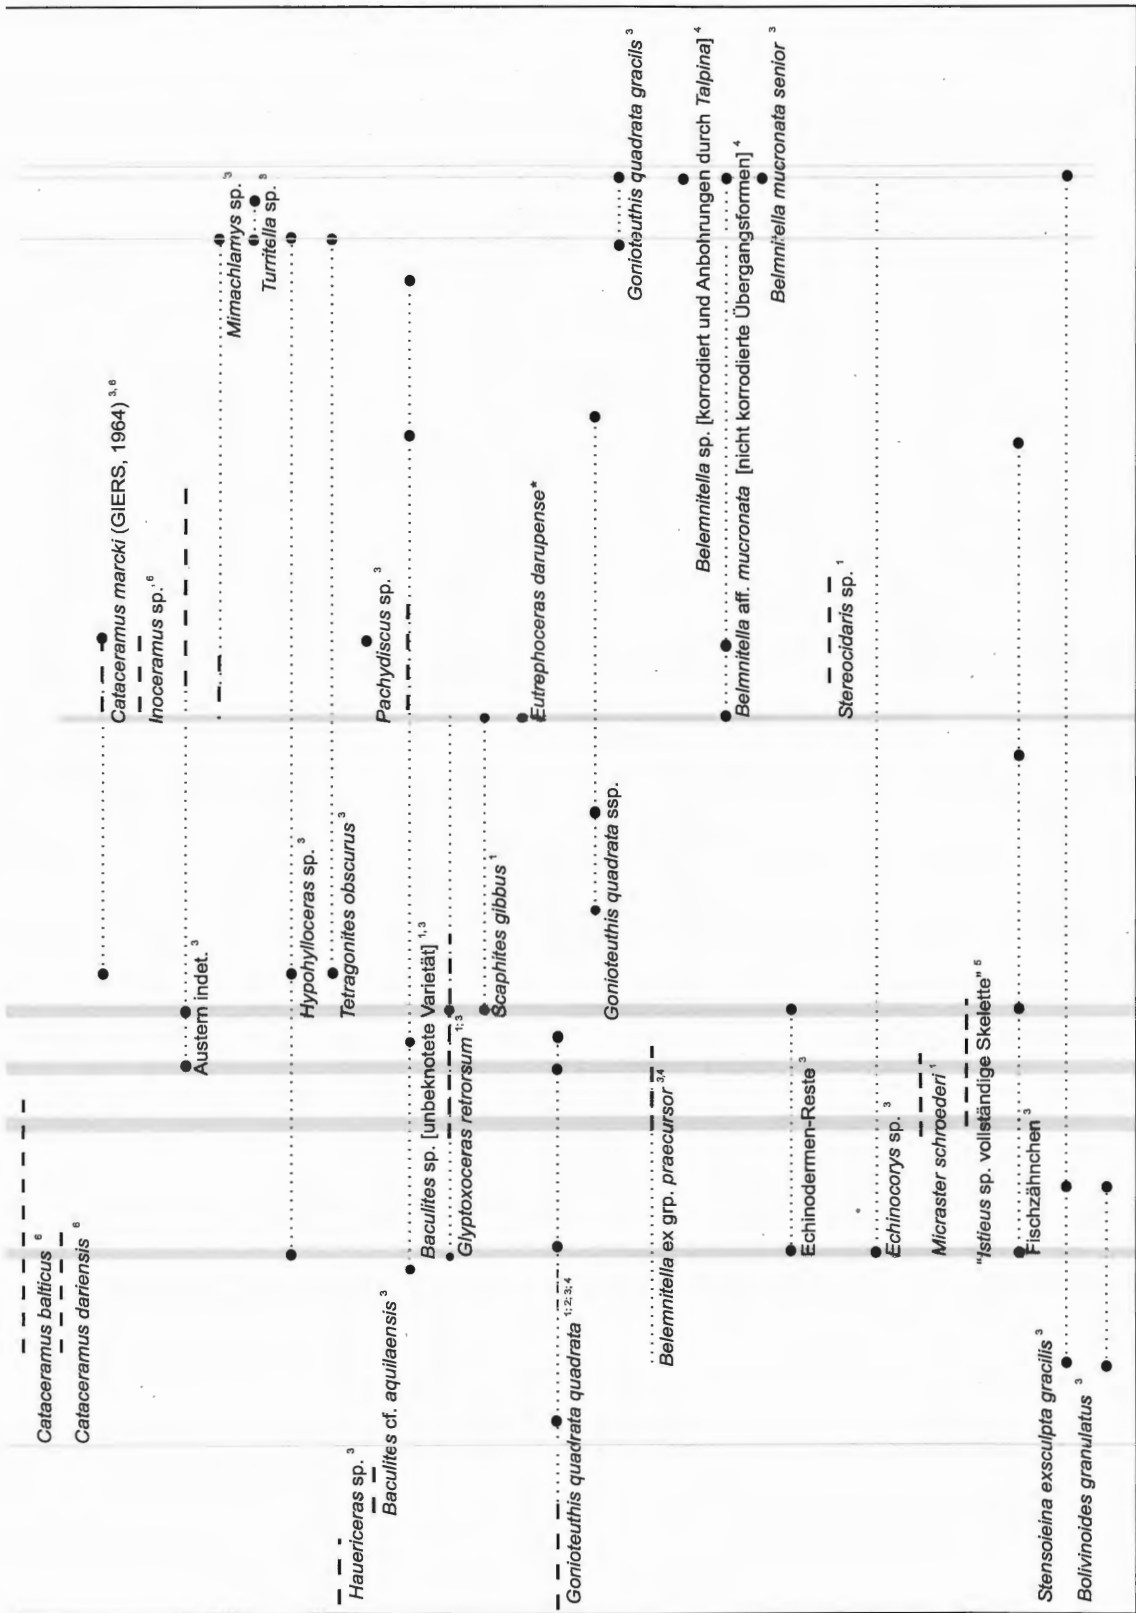 Cataceramus balticus 6
Cataceramus dariensis 6
Cataceramus marcki (GIERS, 1964) 3, 6
Inoceramus sp. 6
Austern indet. 3
Mimachlamys sp. 3
Turritella sp. 3
Hypohylloceras sp. 3
Tetragonites obscurus 3
Hauericeras sp. 3
Pachydiscus sp. 3
Baculites cf. aquilaensis 3
Baculites sp. [unbeknotete Varietät] 1, 3
Glyptoxoceras retrorsum 1; 3
Scaphites gibbus 1
Eutrephoceras darupense*
Gonioteuthis quadrata quadrata 1; 2; 3; 4
Gonioteuthis quadrata ssp.
Gonioteuthis quadrata gracils 3
Belemnitella ex grp. praecursor 3,4
Belemnitella sp. [korrodiert und Anbohrungen durch Talpina] 4
Belmnitella aff. mucronata [nicht korrodierte Übergangsformen] 4
Belmnitella mucronata senior 3
Echinodermen-Reste 3
Stereocidaris sp. 1
Echinocorys sp. 3
Micraster schroederi 1
"Istieus sp. vollständige Skelette" 5
Fischzähnchen 3
Stensoieina exsculpta gracilis 3
Bolivinoides granulatus 3